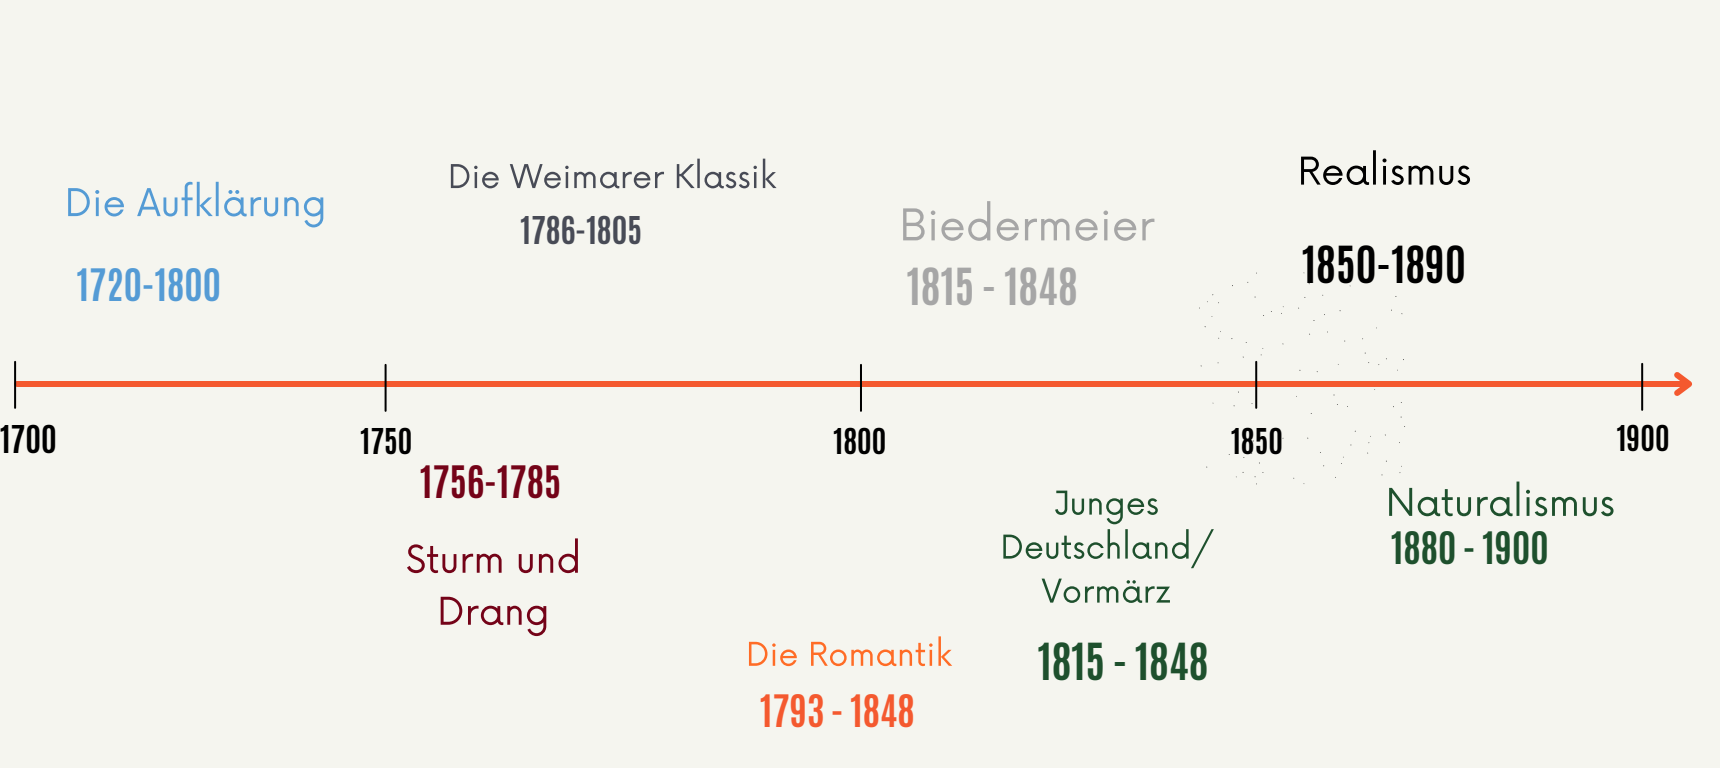 Die Aufklärung
1720-1800
Die Weimarer Klassik
1786-1805
Biedermeier
1815 - 1848
Realismus
1850-1890
1700
1750
1800
1850
1900
1756-1785
Sturm und
Drang
Die Romantik
1793 - 1848
Junges
Deutschland/
Vormärz
1815 - 1848
Naturalismus
1880 - 1900